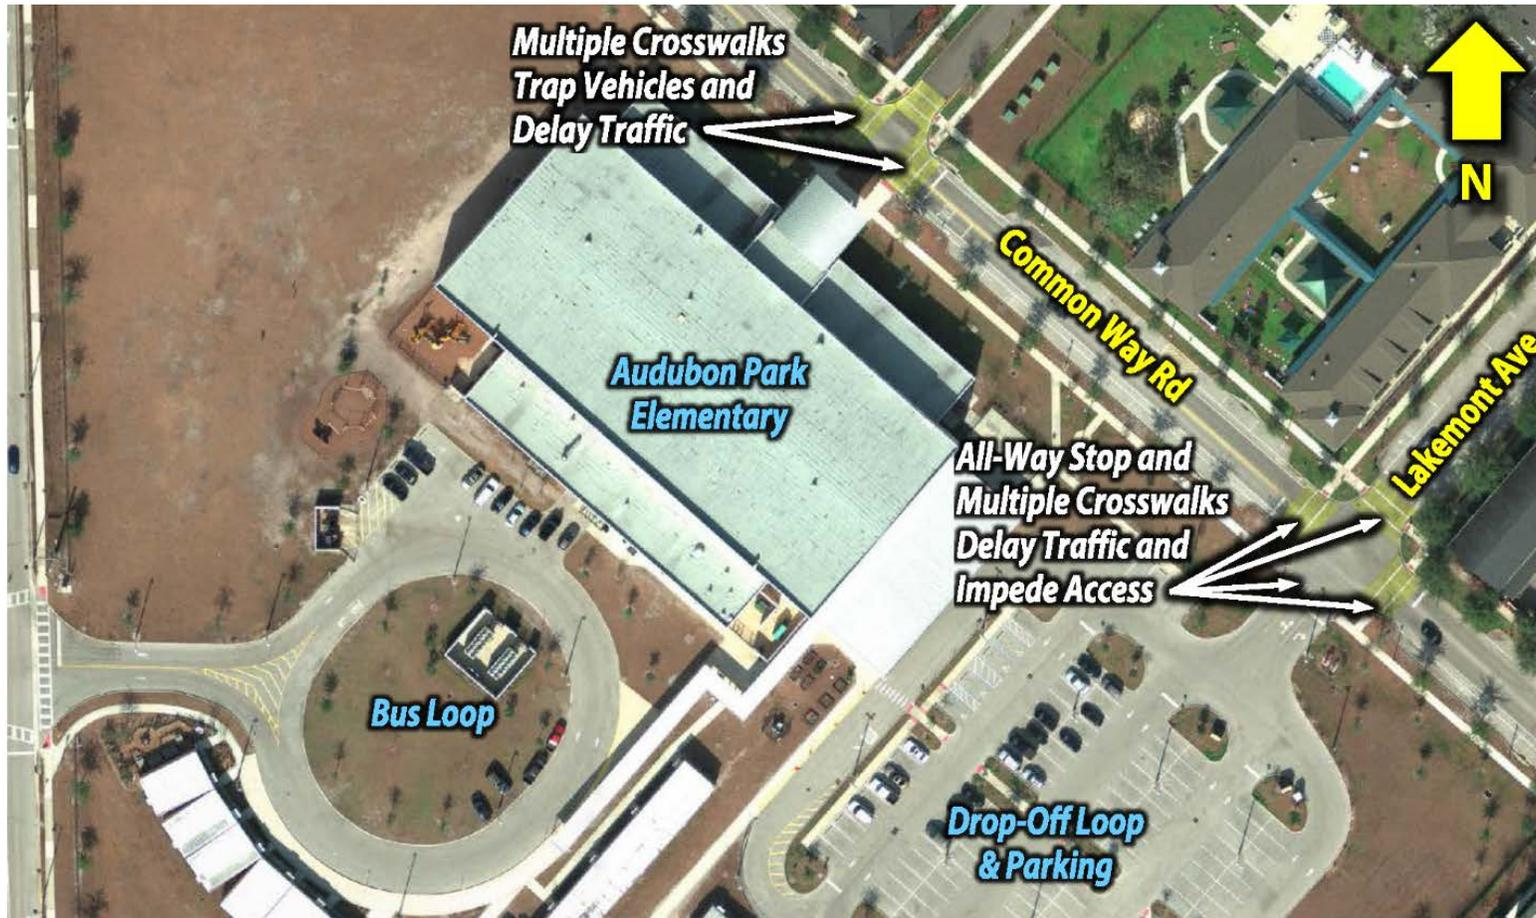 Multiple Crosswalks
Trap Vehicles and
Delay Traffic
N
Common Way Rd
Lakemont Ave
Audubon Park
Elementary
All-Way Stop and
Multiple Crosswalks
Delay Traffic and
Impede Access
Bus Loop
Drop-Off Loop
& Parking